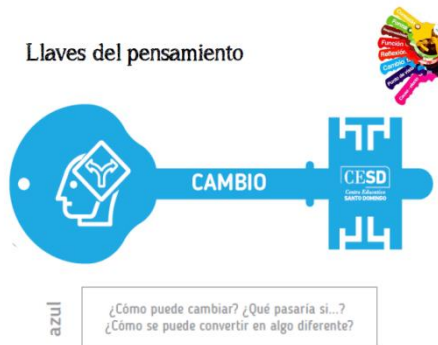 Llaves del pensamiento
Función
Reflexión
Cambio
CAMBIO
CESD
Centro Educativo
SANTO DOMINGO
azul
¿Cómo puede cambiar? ¿Qué pasaría si...?
¿Cómo se puede convertir en algo diferente?